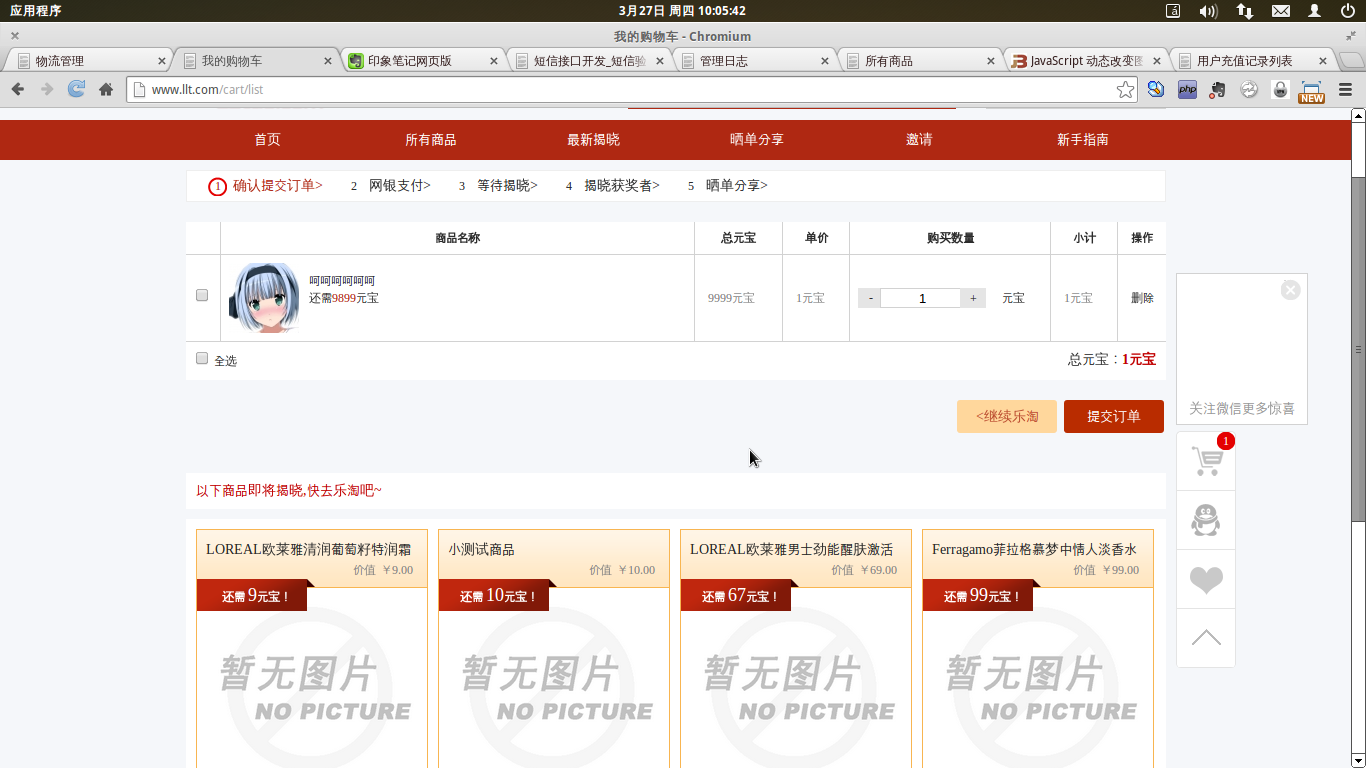 应用程序
3月27日 周四 10:05:42
我的购物车 - Chromium
物流管理
我的购物车
印象笔记网页版
短信接口开发_短信验
管理日志
所有商品
JavaScript 动态改变图
用户充值记录列表
www.llt.com/cart/list
php
NEW
首页
所有商品
最新揭晓
晒单分享
邀请
新手指南
1 确认提交订单>
2 网银支付>
3 等待揭晓>
4 揭晓获奖者>
5 晒单分享>
商品名称
总元宝
单价
购买数量
小计
操作
呵呵呵呵呵呵
还需9899元宝
9999元宝
1元宝
- 1 + 元宝
1元宝
删除
全选
总元宝：1元宝
关注微信更多惊喜
<继续乐淘
提交订单
1
以下商品即将揭晓,快去乐淘吧~
LOREAL欧莱雅清润葡萄籽特润霜
价值 ￥9.00
还需 9元宝！
暂无图片
NO PICTURE
小测试商品
价值 ￥10.00
还需 10元宝！
暂无图片
NO PICTURE
LOREAL欧莱雅男士劲能醒肤激活
价值 ￥69.00
还需 67元宝！
暂无图片
NO PICTURE
Ferragamo菲拉格慕梦中情人淡香水
价值 ￥99.00
还需 99元宝！
暂无图片
NO PICTURE